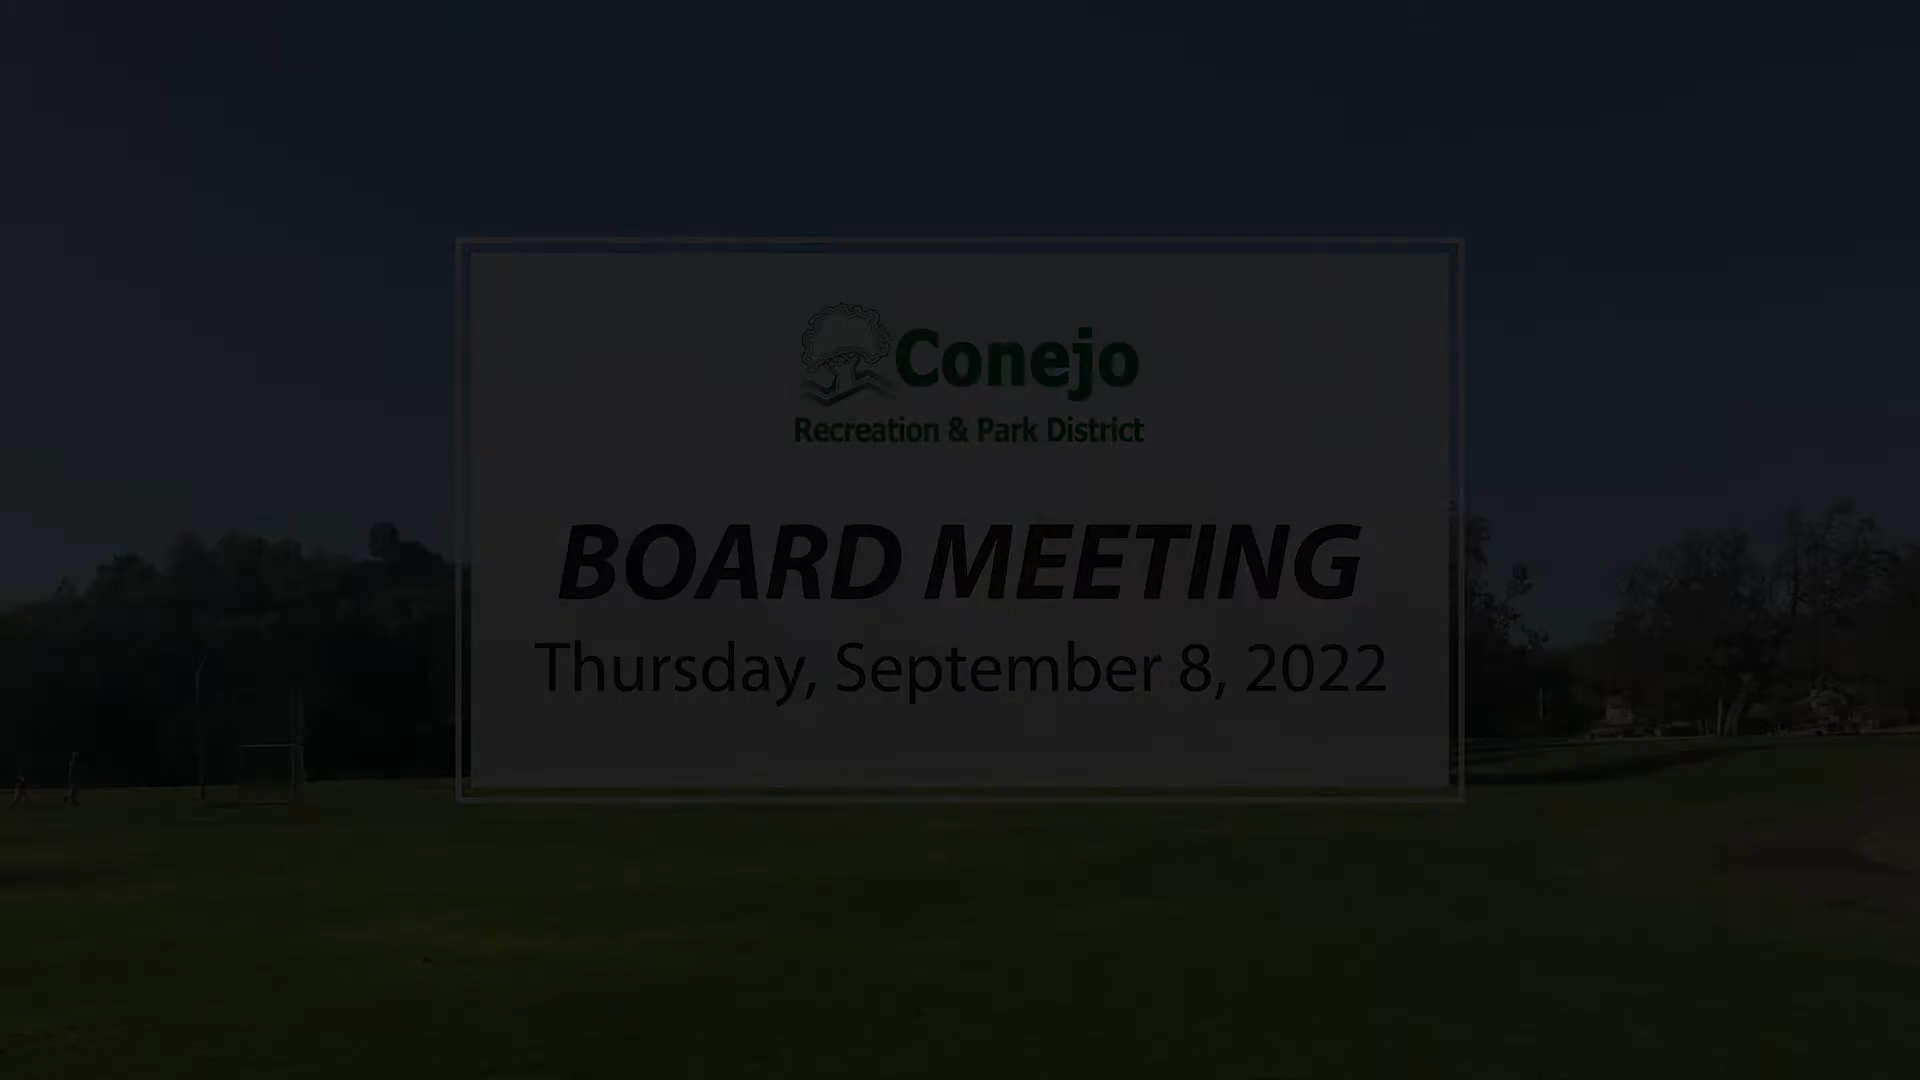 Conejo
Recreation & Park District
BOARD MEETING
Thursday, September 8, 2022